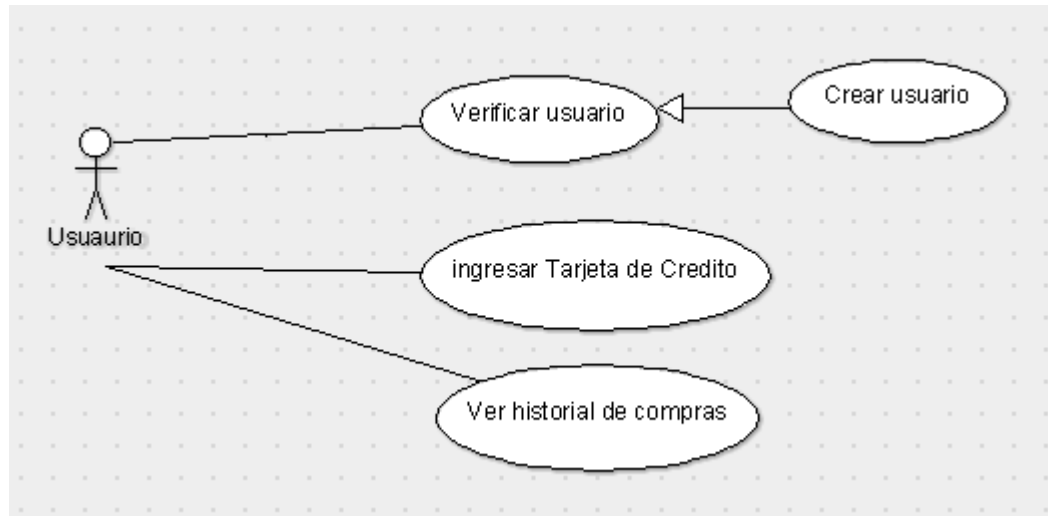 Crear usuario
Verificar usuario
Usuaurio
ingresar Tarjeta de Credito
Ver historial de compras